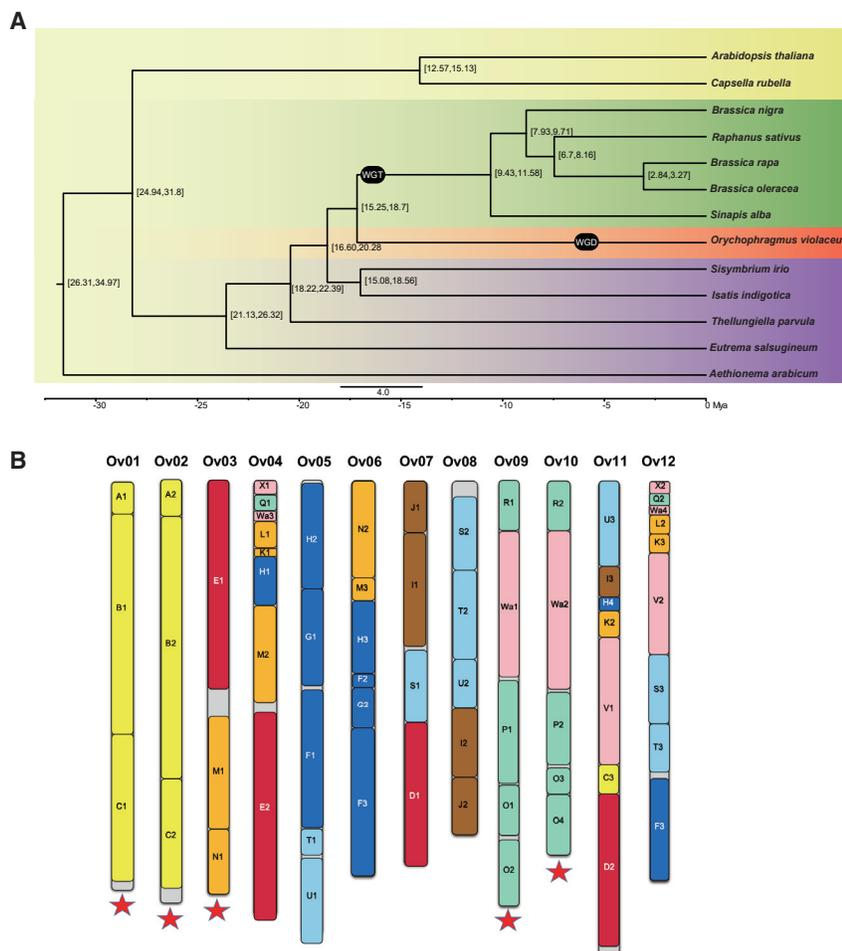 A
Arabidopsis thaliana
[12.57,15.13]
Capsella rubella
Brassica nigra
[7.93,9.71]
Raphanus sativus
[6.7,8.16]
Brassica rapa
WGT
[9.43,11.58]
[2.84,3.27]
[24.94,31.8]
Brassica oleracea
[15.25,18.7]
Sinapis alba
WGD
Orychophragmus violaceu
[16.60,20.28
Sisymbrium irio
[26.31,34.97]
[15.08,18.56]
[18.22,22.39]
Isatis indigotica
[21.13,26.32]
Thellungiella parvula
Eutrema salsugineum
Aethionema arabicum
4.0
-30 -25 -20 -15 -10 -5 0 Mya
B
Ov01 Ov02 Ov03 Ov04 Ov05 Ov06 Ov07 Ov08 Ov09 Ov10 Ov11 Ov12
A1
B1
C1
A2
B2
C2
E1
M1
N1
X1
Q1
Wa3
L1
K1
H1
M2
E2
H2
G1
F1
T1
U1
N2
M3
H3
F2
G2
F3
J1
I1
S1
D1
S2
T2
U2
I2
J2
R1
Wa1
P1
O1
O2
R2
Wa2
P2
O3
O4
U3
I3
H4
K2
V1
C3
D2
X2
Q2
Wa4
L2
K3
V2
S3
T3
F3